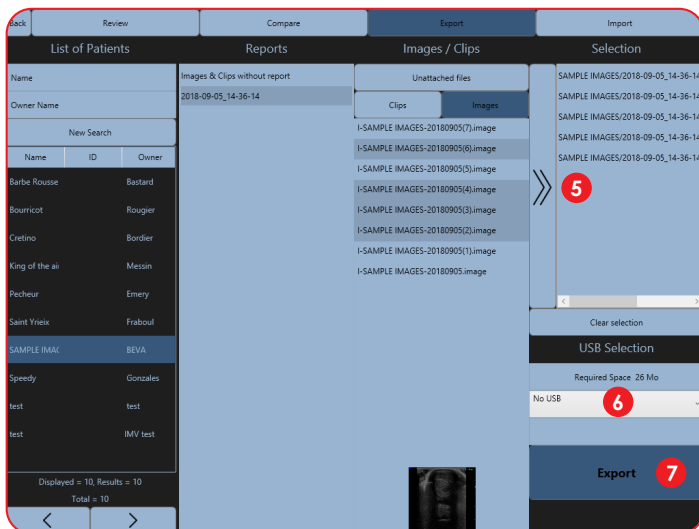 Back Review Compare Export Import
List of Patients Reports Images / Clips Selection
Name
Owner Name
New Search
Name ID Owner
Barbe Rousse Bastard
Bourricot Rougier
Cretino Bordier
King of the ai Messin
Pecheur Emery
Saint Yrieix Fraboul
SAMPLE IMA BEVA
Speedy Gonzales
test test
test IMV test
Displayed = 10, Results = 10
Total = 10
< >
Images & Clips without report
2018-09-05_14-36-14
Unattached files
Clips Images
I-SAMPLE IMAGES-20180905(7).image
I-SAMPLE IMAGES-20180905(6).image
I-SAMPLE IMAGES-20180905(5).image
I-SAMPLE IMAGES-20180905(4).image
I-SAMPLE IMAGES-20180905(3).image
I-SAMPLE IMAGES-20180905(2).image
I-SAMPLE IMAGES-20180905(1).image
I-SAMPLE IMAGES-20180905.image
5
SAMPLE IMAGES/2018-09-05_14-36-14
SAMPLE IMAGES/2018-09-05_14-36-14
SAMPLE IMAGES/2018-09-05_14-36-14
SAMPLE IMAGES/2018-09-05_14-36-14
SAMPLE IMAGES/2018-09-05_14-36-14
Clear selection
USB Selection
Required Space 26 Mo
No USB 6
Export 7